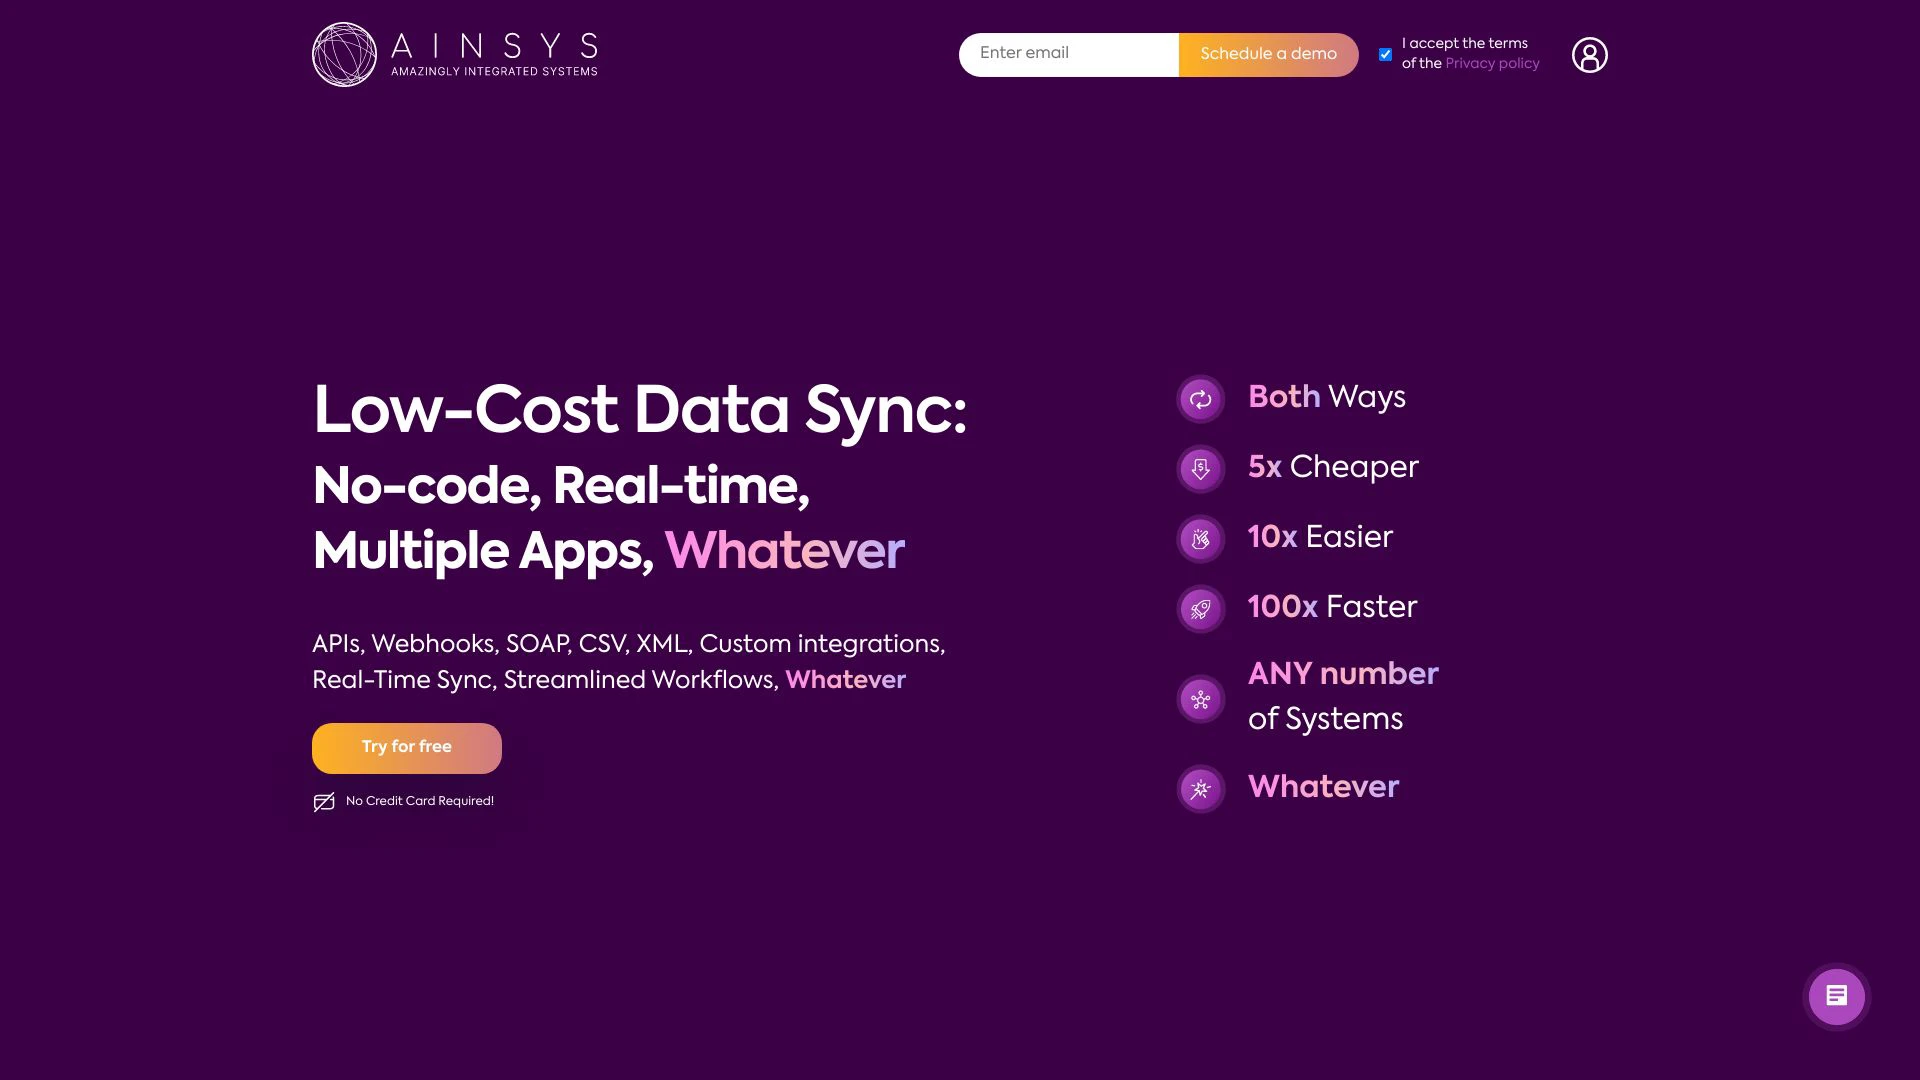 AINSYS
AMAZINGLY INTEGRATED SYSTEMS
Enter email
Schedule a demo
I accept the terms
of the Privacy policy
Low-Cost Data Sync:
No-code, Real-time,
Multiple Apps, Whatever
APIs, Webhooks, SOAP, CSV, XML, Custom integrations,
Real-Time Sync, Streamlined Workflows, Whatever
Try for free
No Credit Card Required!
Both Ways
5x Cheaper
10x Easier
100x Faster
ANY number
of Systems
Whatever